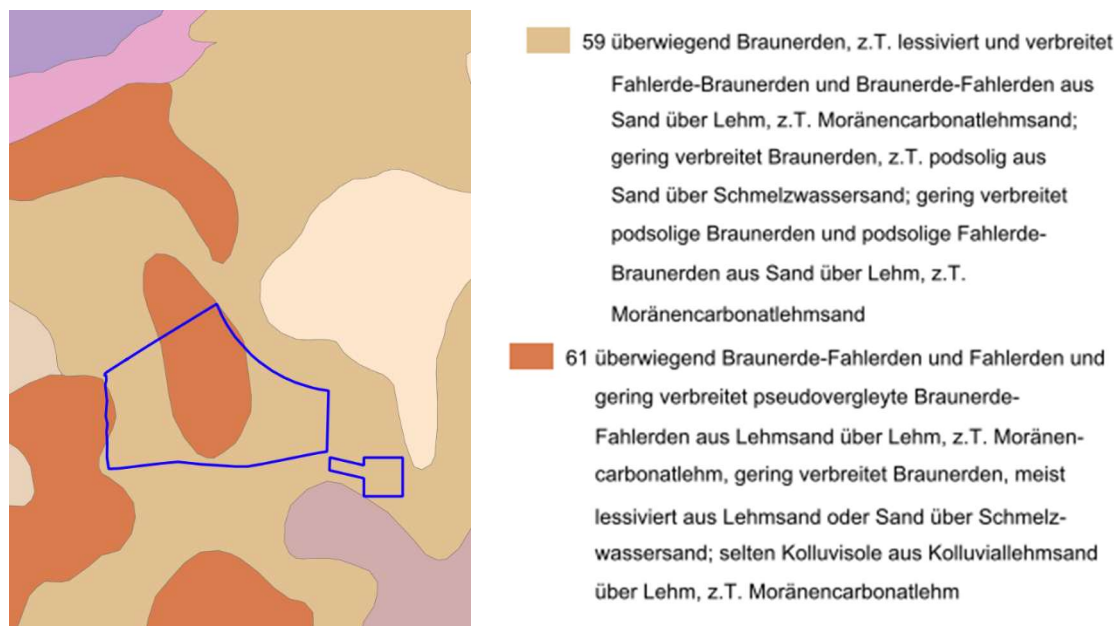 59 überwiegend Braunerden, z.T. lessiviert und verbreitet
Fahlerde-Braunerden und Braunerde-Fahlerden aus
Sand über Lehm, z.T. Moränencarbonatlehmsand;
gering verbreitet Braunerden, z.T. podsolig aus
Sand über Schmelzwassersand; gering verbreitet
podsolige Braunerden und podsolige Fahlerde-
Braunerden aus Sand über Lehm, z.T.
Moränencarbonatlehmsand
61 überwiegend Braunerde-Fahlerden und Fahlerden und
gering verbreitet pseudovergleyte Braunerde-
Fahlerden aus Lehmsand über Lehm, z.T. Moränen-
carbonatlehm, gering verbreitet Braunerden, meist
lessiviert aus Lehmsand oder Sand über Schmelz-
wassersand; selten Kolluvisole aus Kolluviallehmsand
über Lehm, z.T. Moränencarbonatlehm